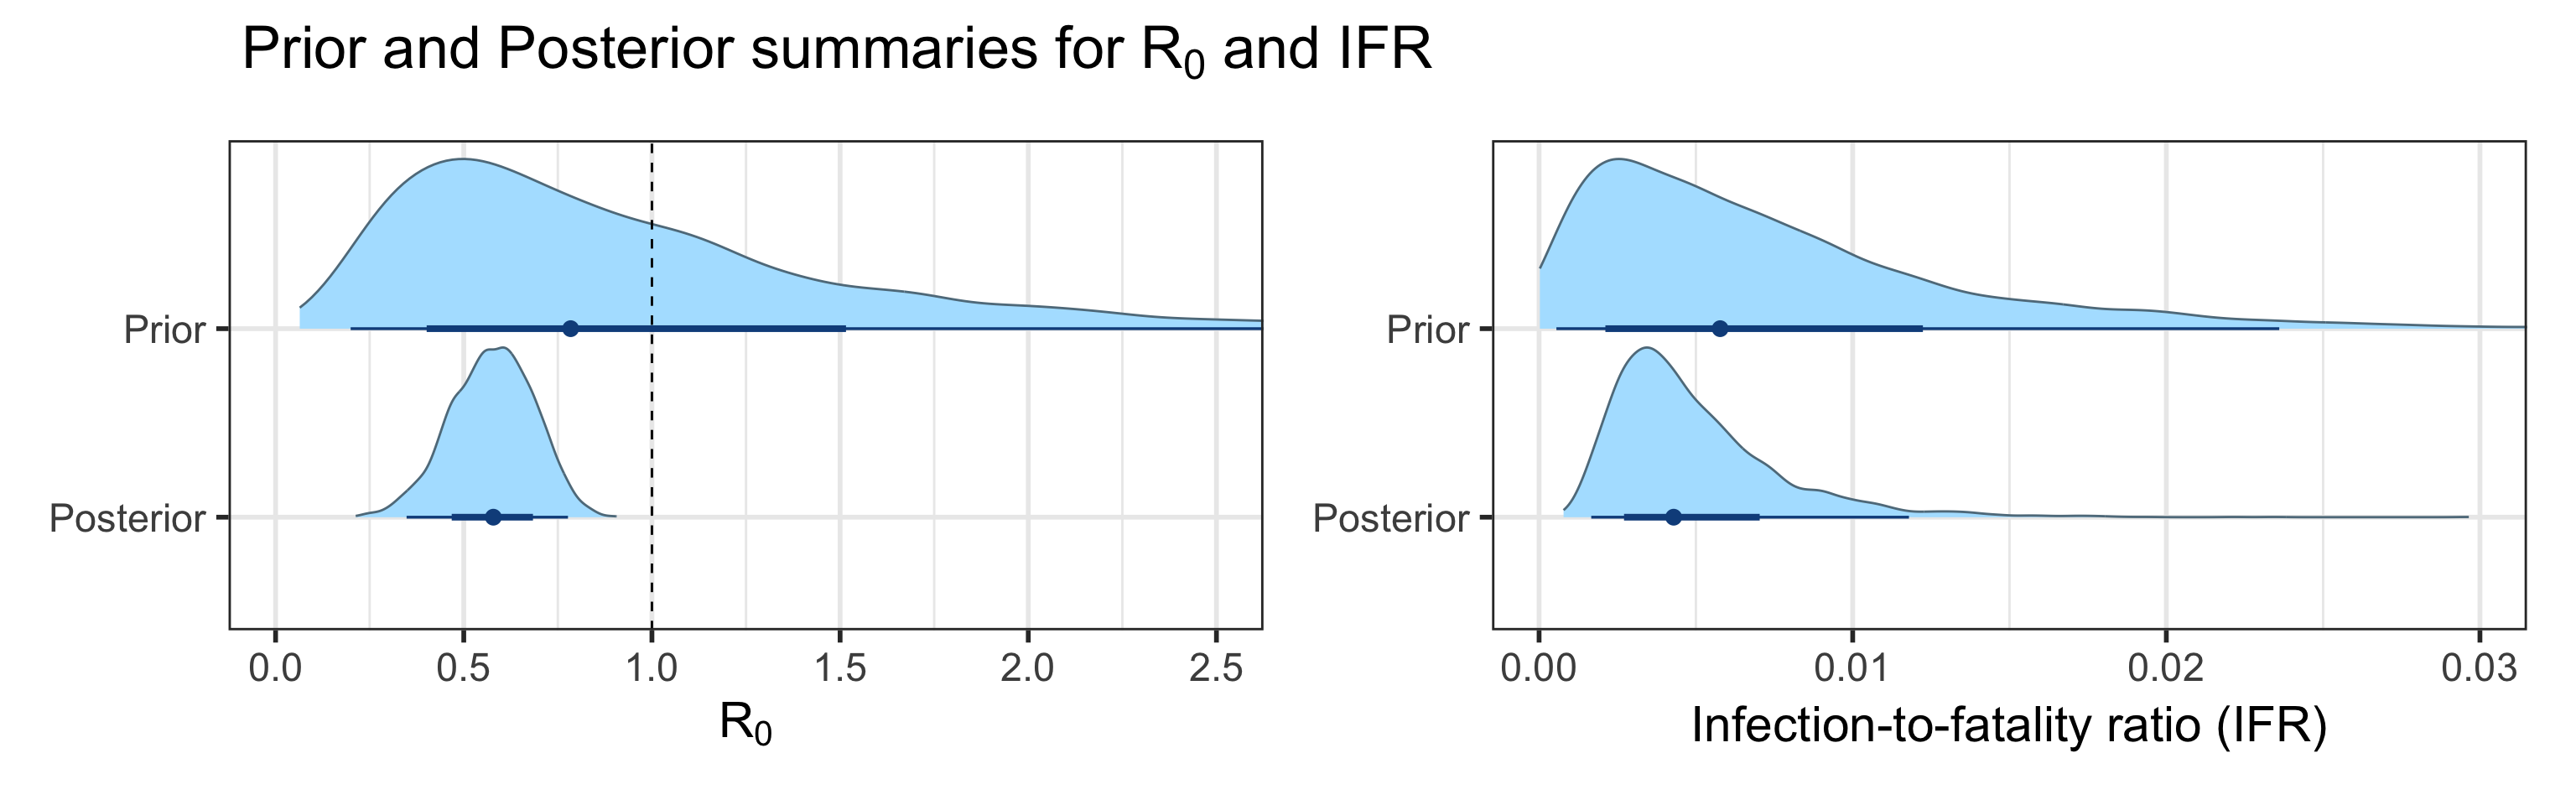 Prior and Posterior summaries for R₀ and IFR
Prior
Posterior
0.0 0.5 1.0 1.5 2.0 2.5
R₀
Prior
Posterior
0.00 0.01 0.02 0.03
Infection-to-fatality ratio (IFR)